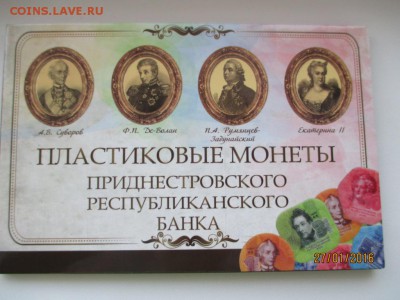 COINS.LAVE.RU
А.В. Суворов
Ф.П. Де-Волан
П.А. Румянцев-
Задунайский
Екатерина II
ПЛАСТИКОВЫЕ МОНЕТЫ
ПРИДНЕСТРОВСКОГО
РЕСПУБЛИКАНСКОГО
БАНКА
27/01/2016